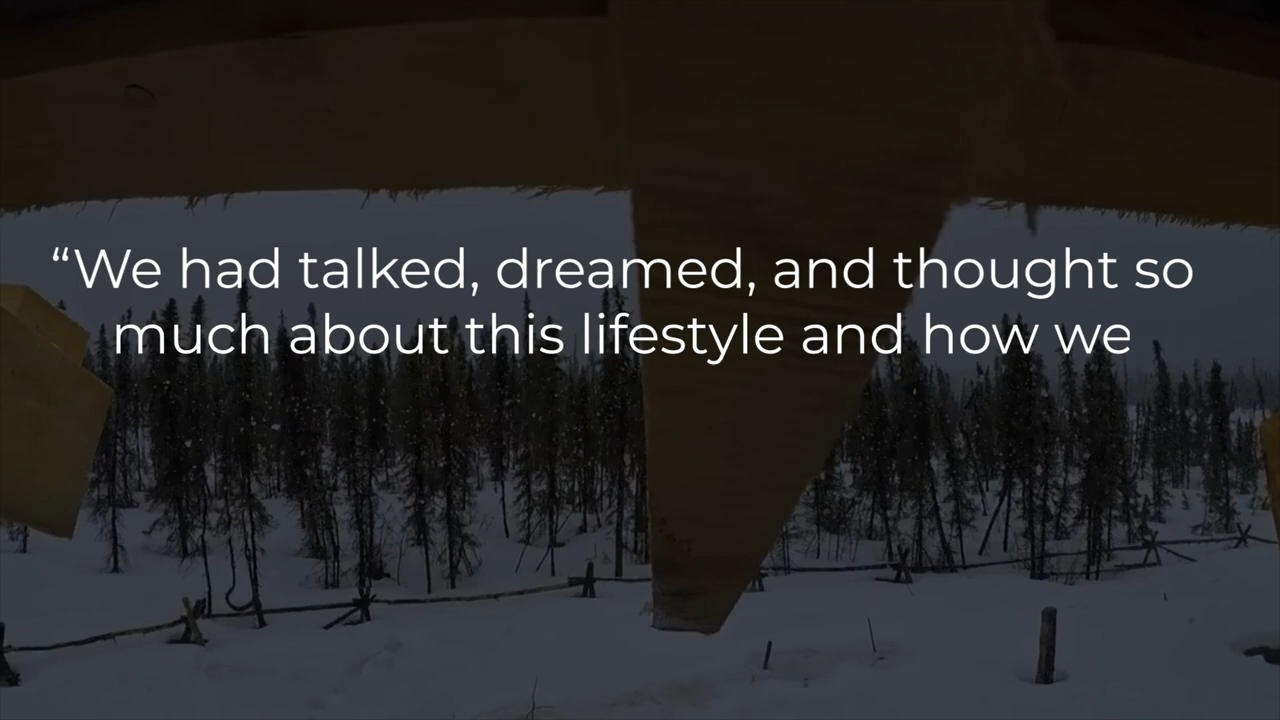 “We had talked, dreamed, and thought so
much about this lifestyle and how we